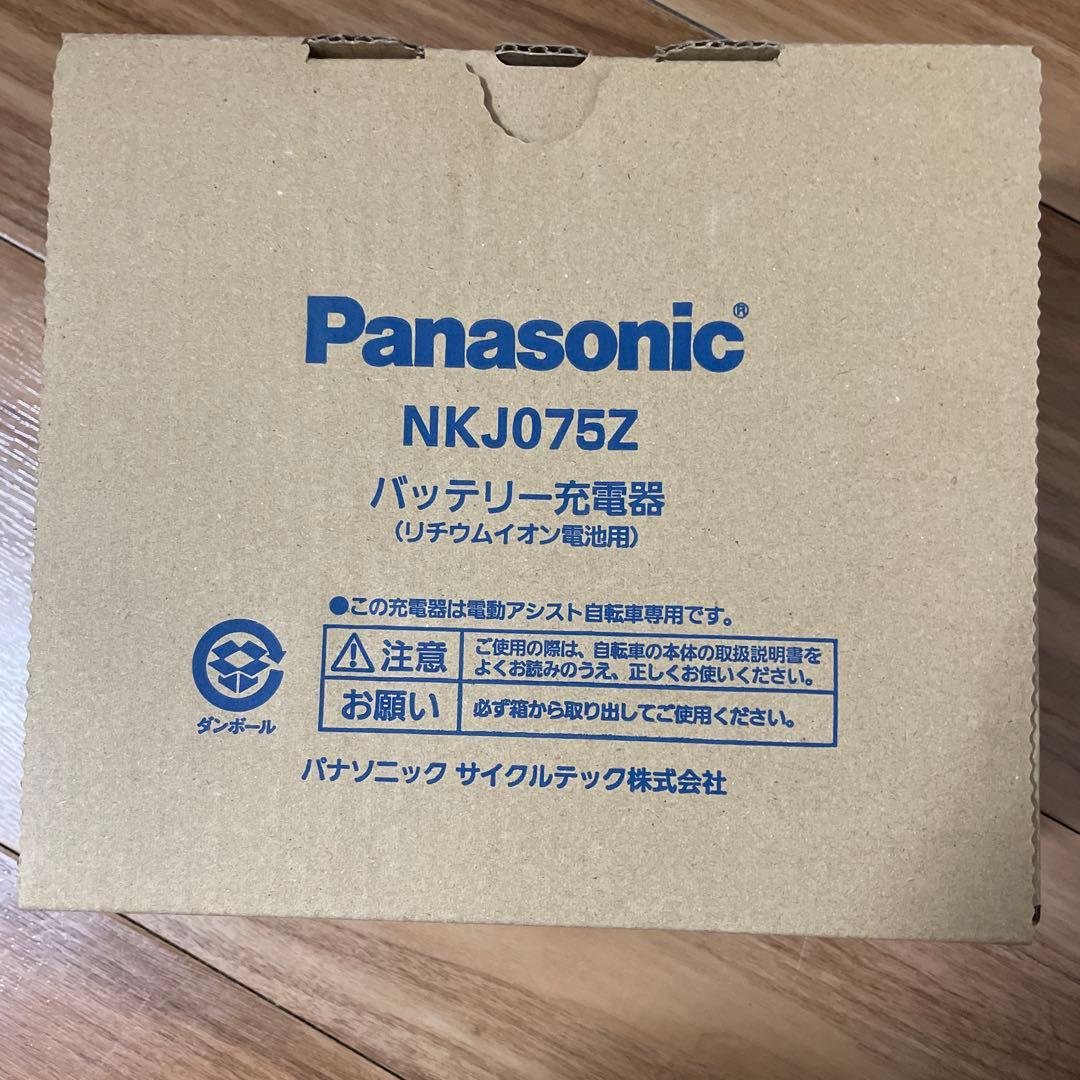 Panasonic®
NKJ075Z
バッテリー充電器
(リチウムイオン電池用)
●この充電器は電動アシスト自転車専用です。
注意
ご使用の際は、自転車の本体の取扱説明書を
よくお読みのうえ、正しくお使いください。
お願い
必ず箱から取り出してご使用ください。
ダンボール
パナソニック サイクルテック株式会社